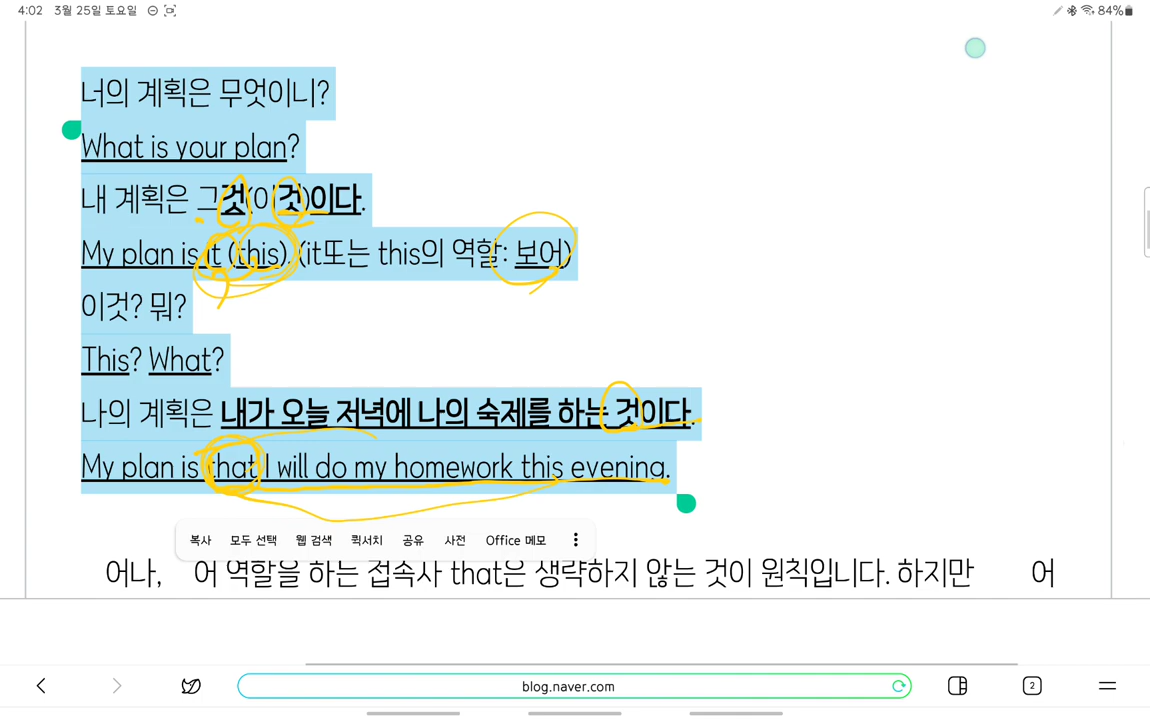 4:02 3월 25일 토요일 84%
너의 계획은 무엇이니?
What is your plan?
내 계획은 그것(이것)이다.
My plan is it (this). (it또는 this의 역할: 보어)
이것? 뭐?
This? What?
나의 계획은 내가 오늘 저녁에 나의 숙제를 하는 것이다.
My plan is that I will do my homework this evening.
복사 모두 선택 웹 검색 퀵서치 공유 사전 Office 메모
어나, 어 역할을 하는 접속사 that은 생략하지 않는 것이 원칙입니다. 하지만 어
blog.naver.com
2